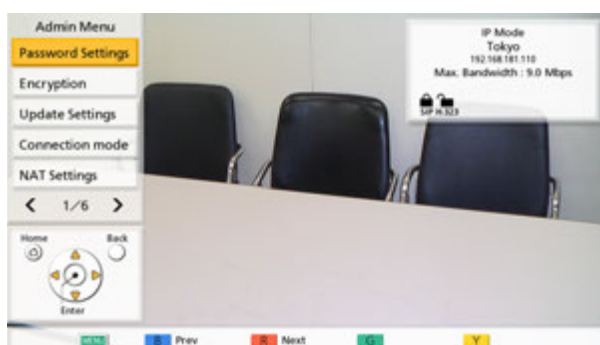 Admin Menu
Password Settings
Encryption
Update Settings
Connection mode
NAT Settings
1/6
Home
Back
Enter
IP Mode
Tokyo
192.168.181.110
Max. Bandwidth : 9.0 Mbps
SIP H.323
MENU B Prev R Next G Y